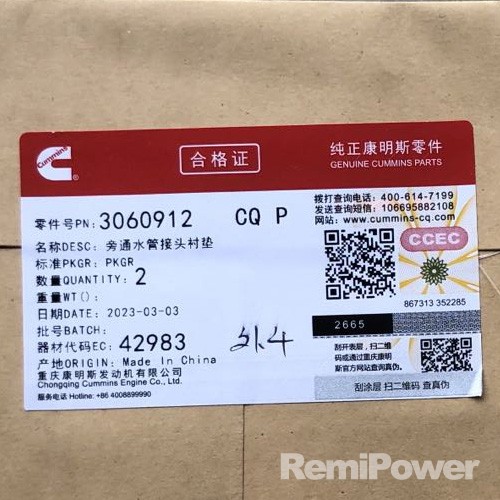 Cummins
合格证
纯正康明斯零件
GENUINE CUMMINS PARTS
拨打查询电话: 400-614-7199
发送查询短信: 106695882108
网站: www.cummins-cq.com
零件号PN: 3060912 CQ P
名称DESC: 旁通水管接头衬垫
标准PKGR: PKGR
数量QUANTITY: 2
重量WT():
日期DATE: 2023-03-03
批号BATCH:
器材代码EC: 42983
产地ORIGIN: Made In China
重庆康明斯发动机有限公司
Chongqing Cummins Engine Co., Ltd.
服务电话 Hotline: +86 4008899990
CCEC
867313 352285
2665
刮开表层，扫二维
码或通过重庆康明
斯官方网站查询真伪。
刮涂层 扫二维码 查真伪
RemiPower